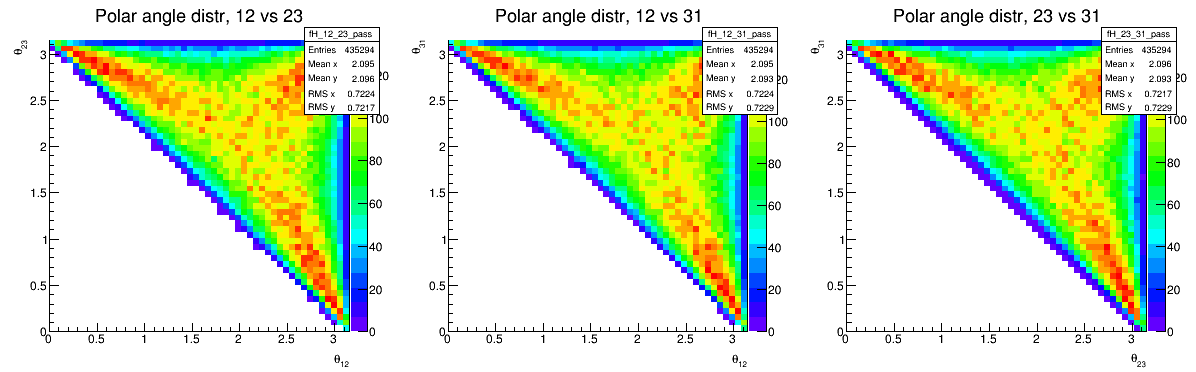 Polar angle distr, 12 vs 23
fH_12_23_pass
Entries 435294
Mean x 2.095
Mean y 2.096
RMS x 0.7224
RMS y 0.7217
θ23
3
2.5
2
1.5
1
0.5
0
0 0.5 1 1.5 2 2.5 3
θ12
20
100
80
60
40
20
0
Polar angle distr, 12 vs 31
fH_12_31_pass
Entries 435294
Mean x 2.095
Mean y 2.093
RMS x 0.7224
RMS y 0.7229
θ31
3
2.5
2
1.5
1
0.5
0
0 0.5 1 1.5 2 2.5 3
θ12
20
100
80
60
40
20
0
Polar angle distr, 23 vs 31
fH_23_31_pass
Entries 435294
Mean x 2.096
Mean y 2.093
RMS x 0.7217
RMS y 0.7229
θ31
3
2.5
2
1.5
1
0.5
0
0 0.5 1 1.5 2 2.5 3
θ23
20
100
80
60
40
20
0